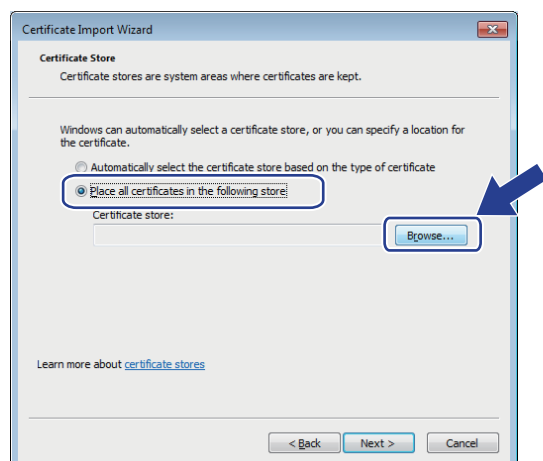 Certificate Import Wizard
Certificate Store
Certificate stores are system areas where certificates are kept.
Windows can automatically select a certificate store, or you can specify a location for
the certificate.
Automatically select the certificate store based on the type of certificate
Place all certificates in the following store
Certificate store:
Browse...
Learn more about certificate stores
< Back Next > Cancel